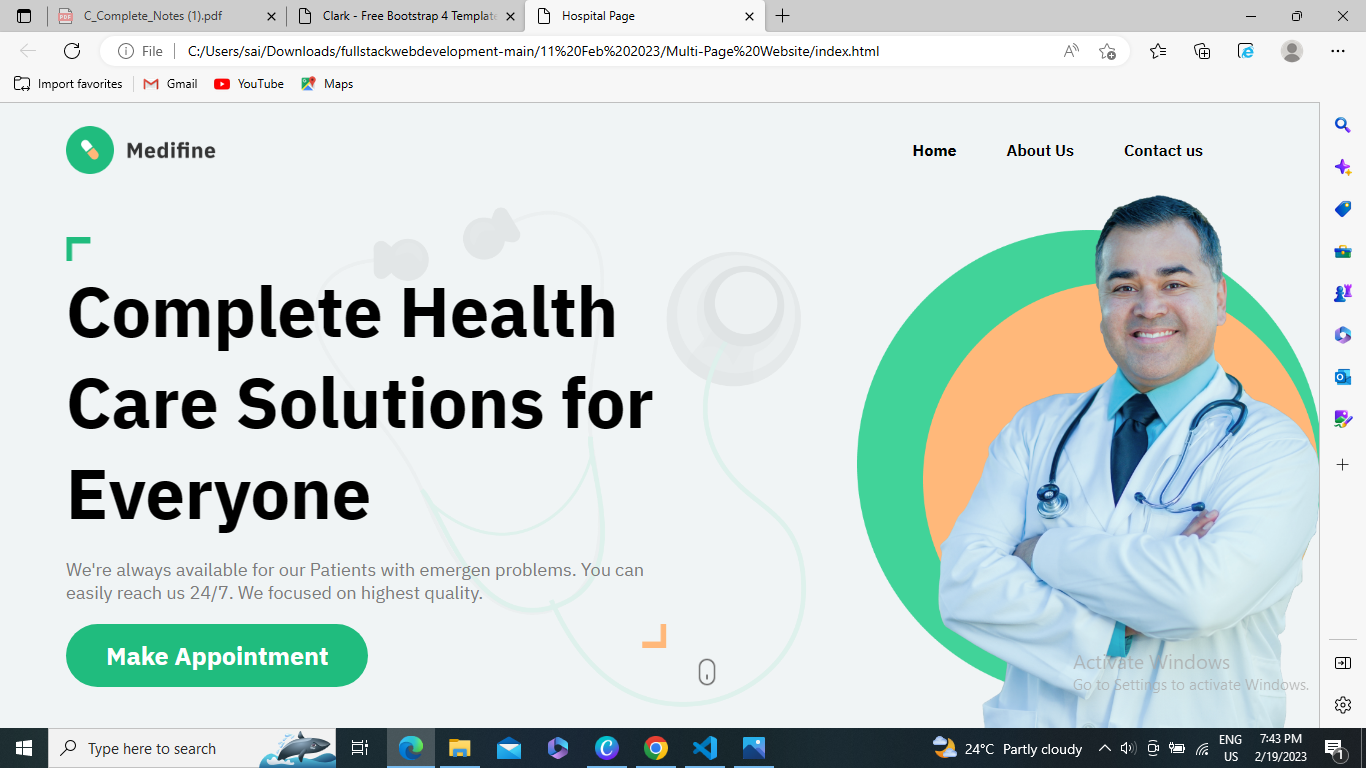 C_Complete_Notes (1).pdf
Clark - Free Bootstrap 4 Template
Hospital Page
File
C:/Users/sai/Downloads/fullstackwebdevelopment-main/11%20Feb%202023/Multi-Page%20Website/index.html
Import favorites
Gmail
YouTube
Maps
Medifine
Home
About Us
Contact us
Complete Health
Care Solutions for
Everyone
We're always available for our Patients with emergen problems. You can
easily reach us 24/7. We focused on highest quality.
Make Appointment
Activate Windows
Go to Settings to activate Windows.
Type here to search
24°C Partly cloudy
ENG
US
7:43 PM
2/19/2023
1